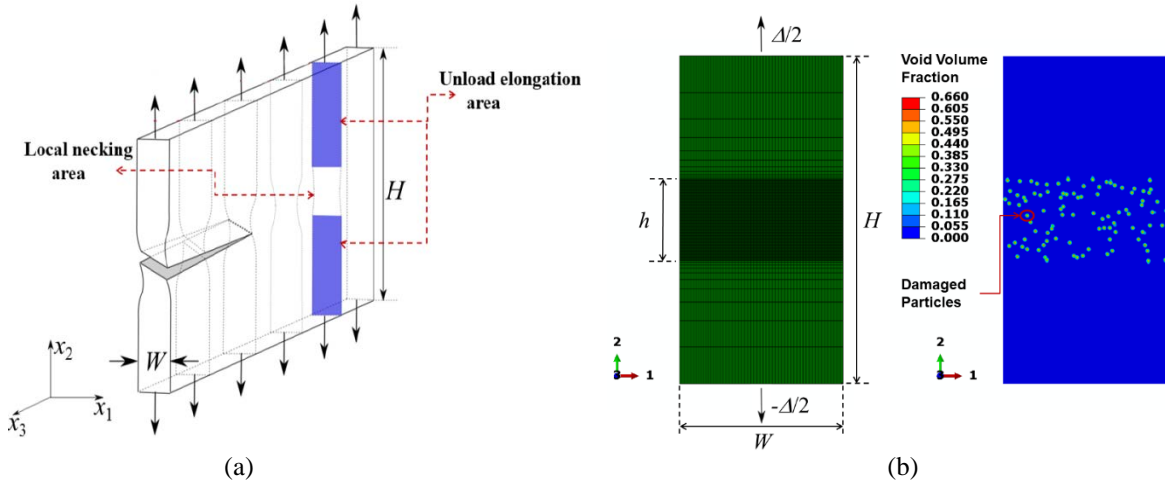 Unload elongation
area
Local necking
area
H
W
x2
x1
x3
(a)
Δ/2
h
H
-Δ/2
W
2
1
Void Volume
Fraction
0.660
0.605
0.550
0.495
0.440
0.385
0.330
0.275
0.220
0.165
0.110
0.055
0.000
Damaged
Particles
2
1
(b)